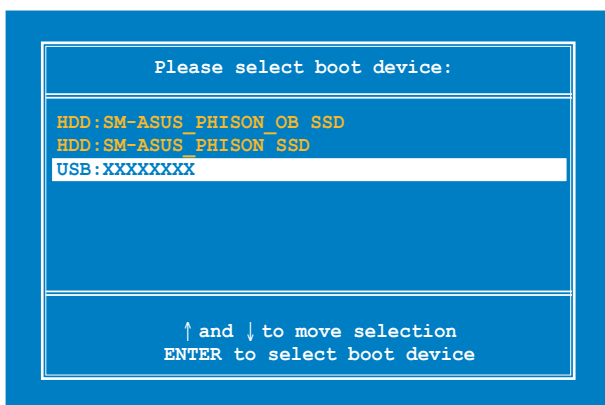 Please select boot device:
HDD:SM-ASUS_PHISON_OB SSD
HDD:SM-ASUS_PHISON SSD
USB:XXXXXXXX
↑ and ↓ to move selection
ENTER to select boot device